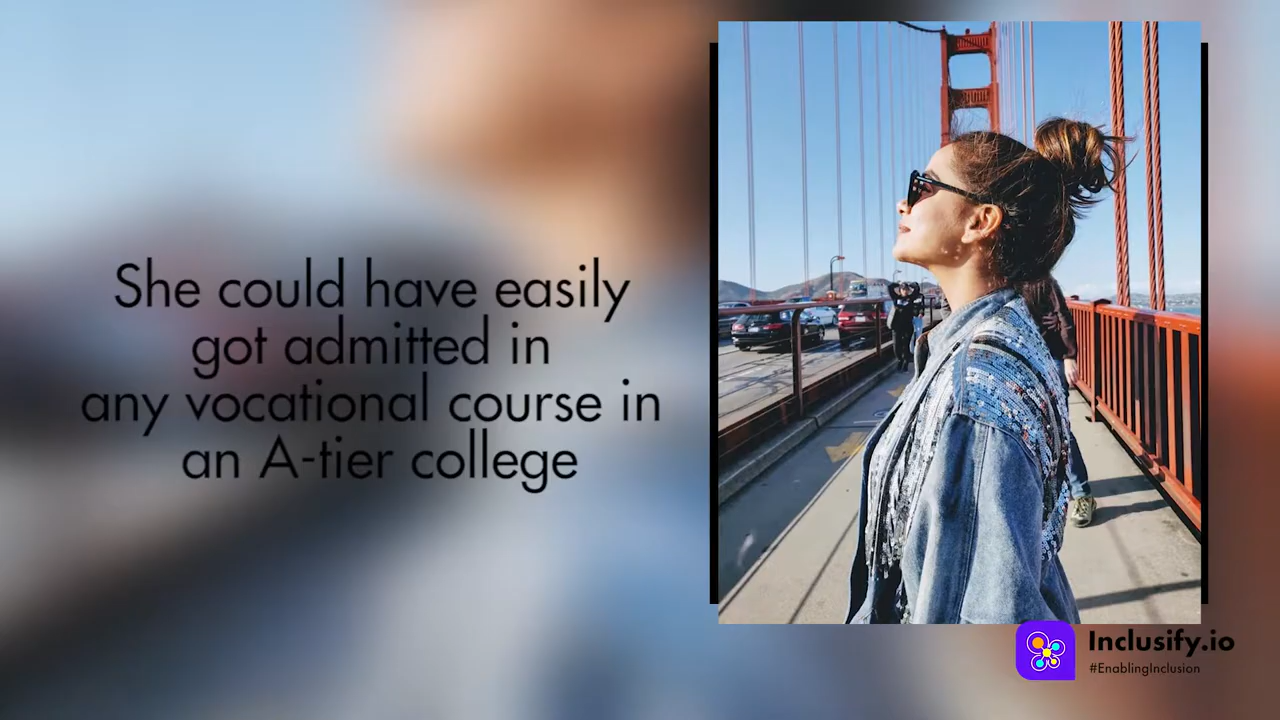 She could have easily
got admitted in
any vocational course in
an A-tier college
Inclusify.io
#EnablingInclusion